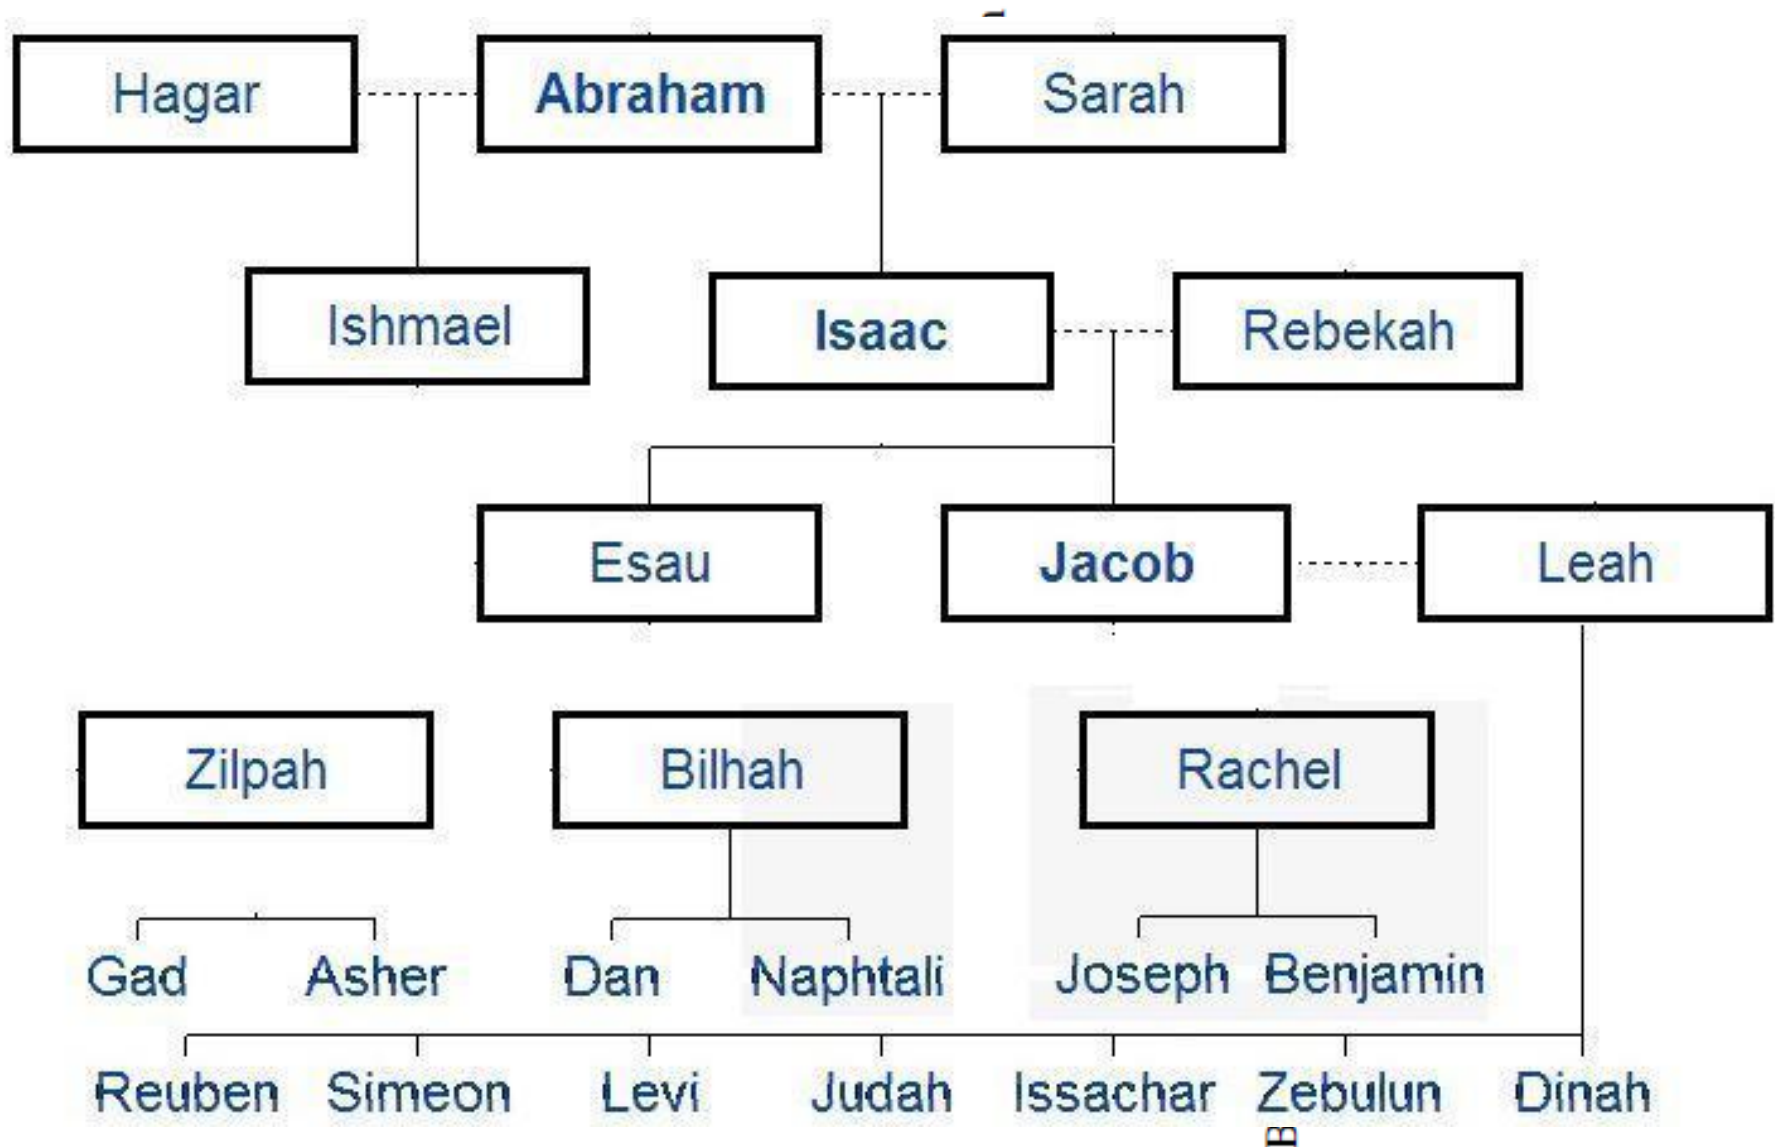 Hagar Abraham Sarah
Ishmael Isaac Rebekah
Esau Jacob Leah
Zilpah Bilhah Rachel
Gad Asher Dan Naphtali Joseph Benjamin
Reuben Simeon Levi Judah Issachar Zebulun Dinah
B